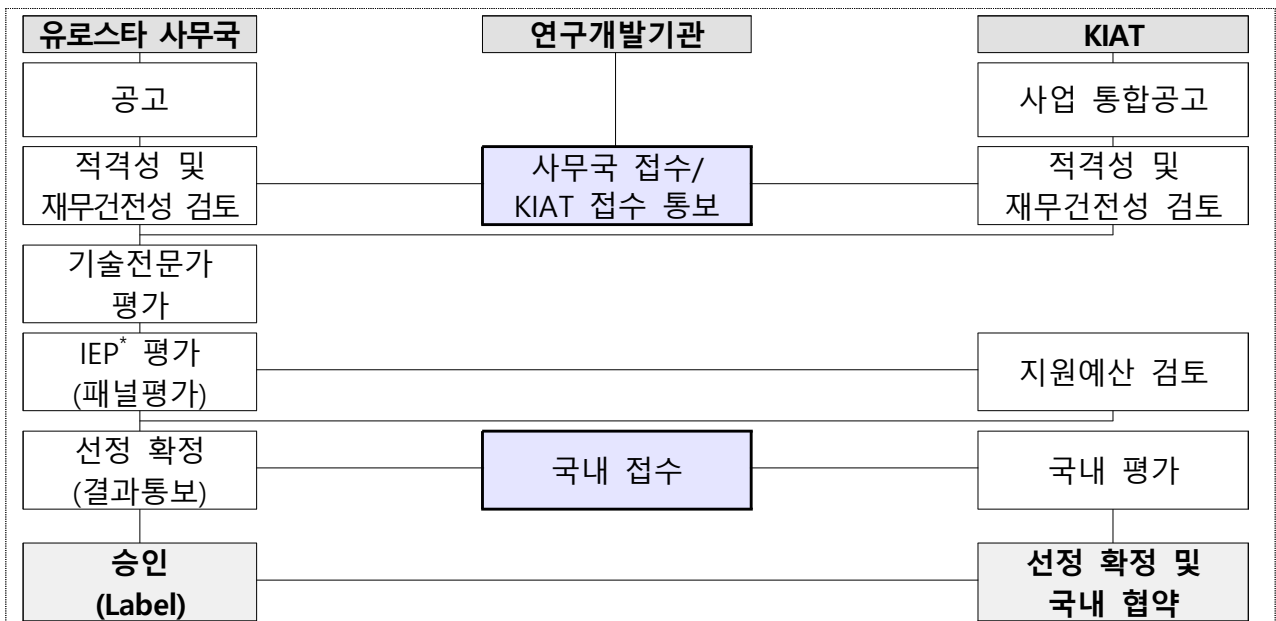 유로스타 사무국
연구개발기관
KIAT
공고
사업 통합공고
적격성 및
재무건전성 검토
사무국 접수/
KIAT 접수 통보
적격성 및
재무건전성 검토
기술전문가
평가
IEP* 평가
(패널평가)
지원예산 검토
선정 확정
(결과통보)
국내 접수
국내 평가
승인
(Label)
선정 확정 및
국내 협약